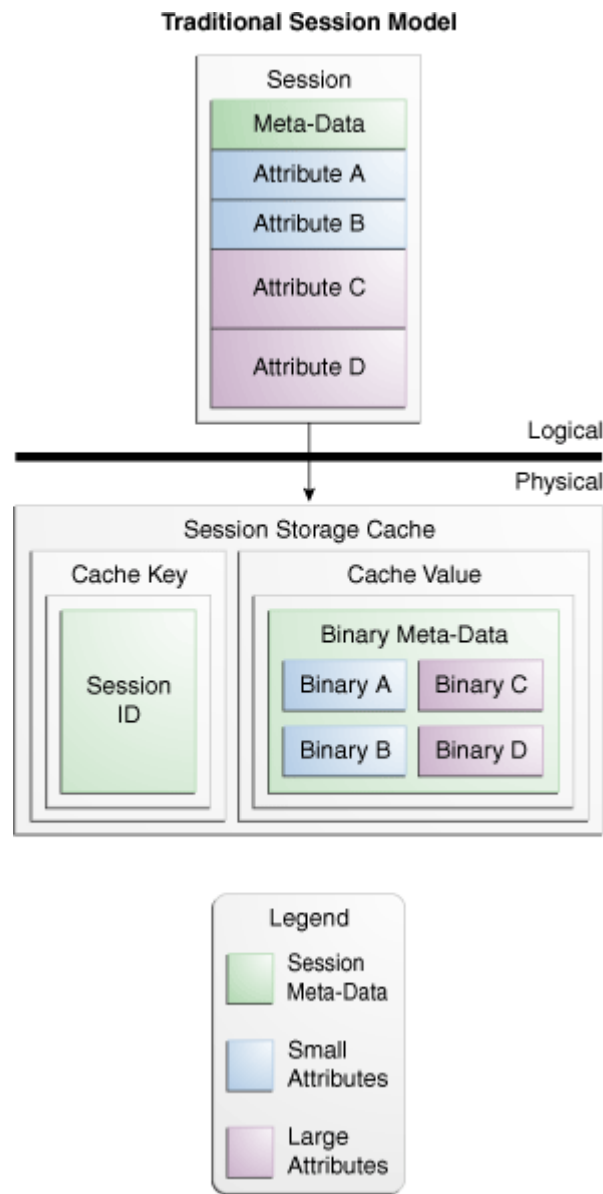 Traditional Session Model
Session
Meta-Data
Attribute A
Attribute B
Attribute C
Attribute D
Logical
Physical
Session Storage Cache
Cache Key
Session
ID
Cache Value
Binary Meta-Data
Binary A
Binary C
Binary B
Binary D
Legend
Session
Meta-Data
Small
Attributes
Large
Attributes